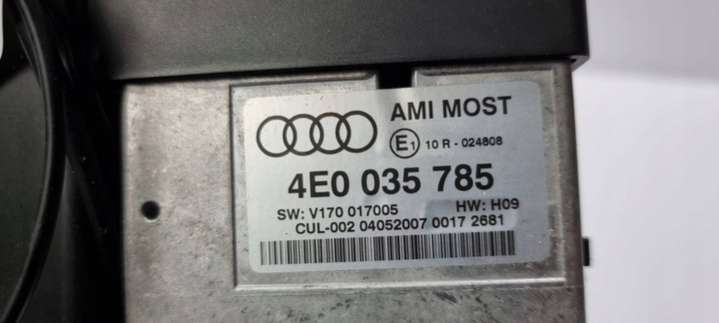 AMI MOST
E1 10 R - 024808
4E0 035 785
SW: V170 017005 HW: H09
CUL-002 04052007 0017 2681